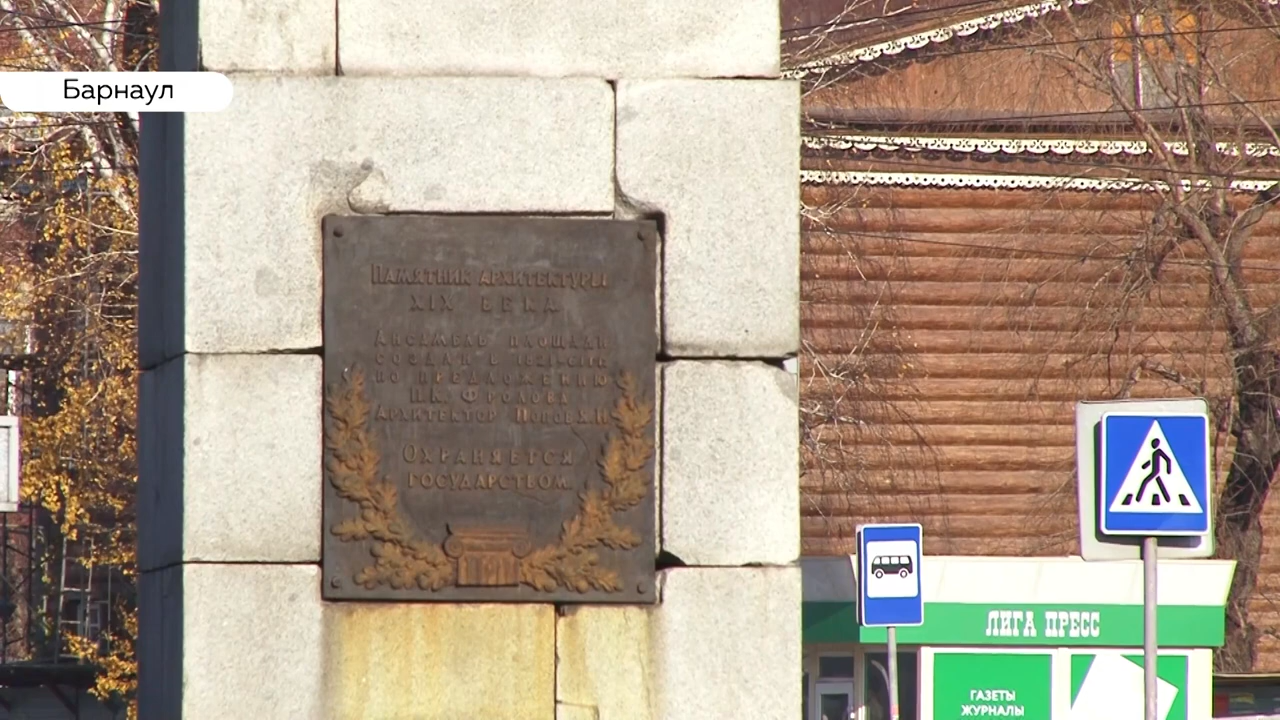 Барнаул
Памятник архитектуры
XIX века
Ансамбль площади
создан в
по предложению
П.К. Фролова
Архитектор Попов
Охраняется
государством.
ЛИГА ПРЕСС
ГАЗЕТЫ
ЖУРНАЛЫ